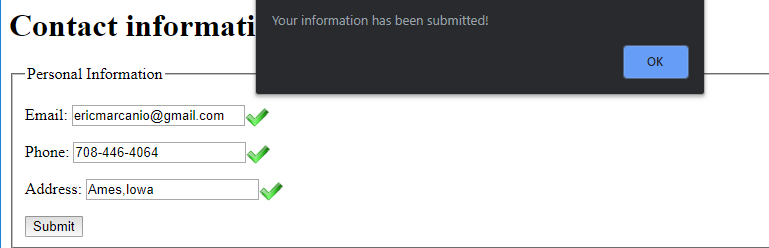 Contact informati
Your information has been submitted!
OK
Personal Information
Email: ericmarcanio@gmail.com
Phone: 708-446-4064
Address: Ames,Iowa
Submit